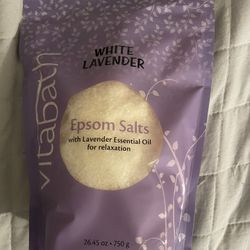 WHITE
LAVENDER
vitabath
Epsom Salts
with Lavender Essential Oil
for relaxation
26.45 oz • 750 g